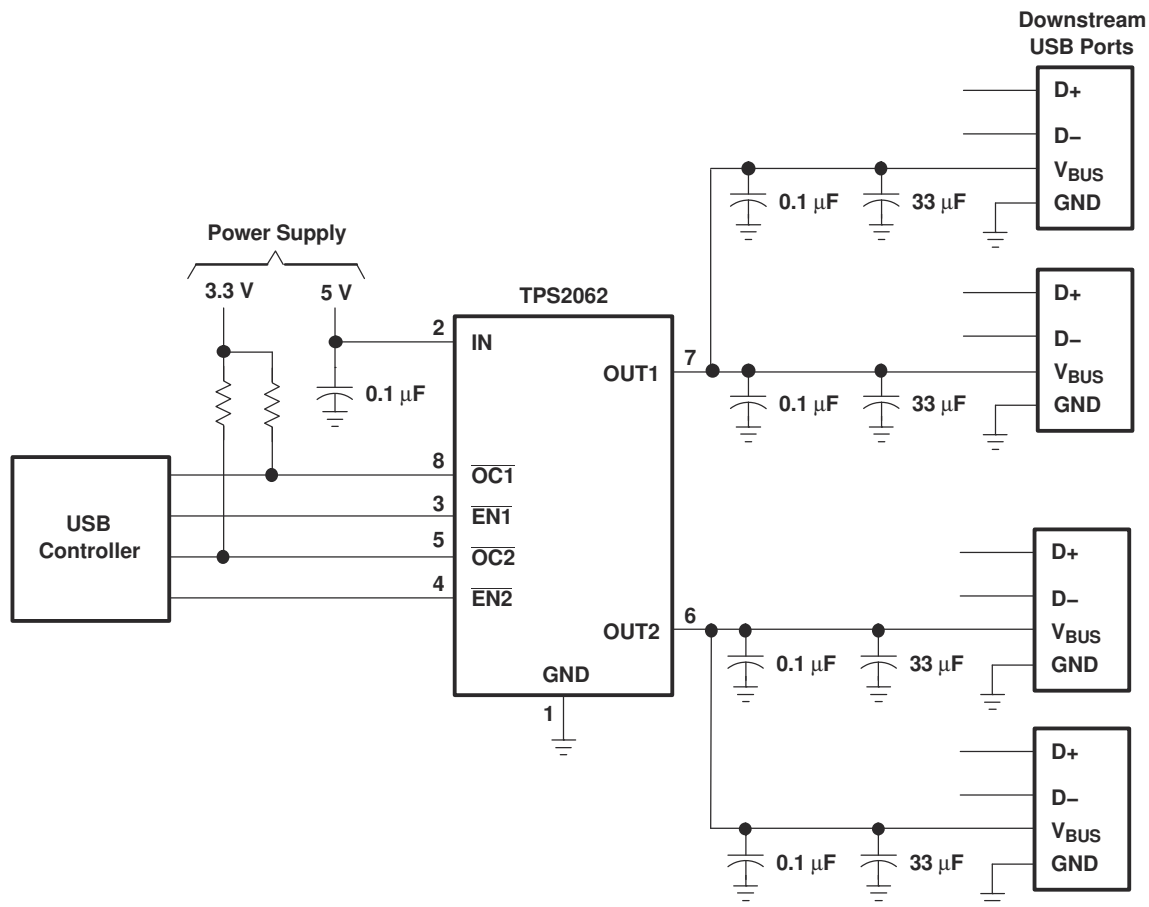 Downstream
USB Ports
D+
D−
VBUS
GND
0.1 μF
33 μF
Power Supply
3.3 V
5 V
0.1 μF
TPS2062
2
IN
OUT1
7
D+
D−
VBUS
GND
0.1 μF
33 μF
USB
Controller
8
OC1
3
EN1
5
OC2
4
EN2
OUT2
6
GND
1
D+
D−
VBUS
GND
0.1 μF
33 μF
D+
D−
VBUS
GND
0.1 μF
33 μF